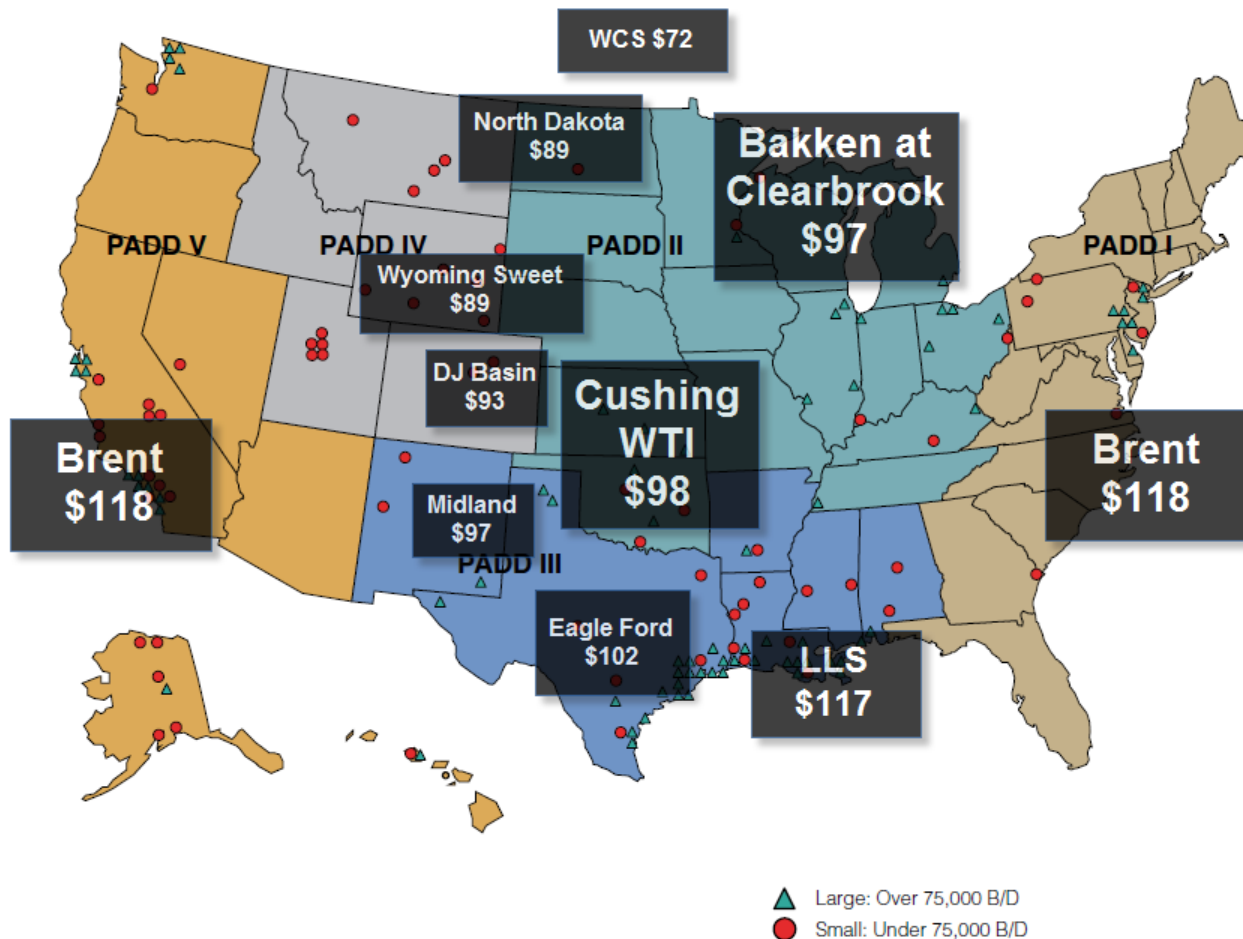 WCS $72
North Dakota
$89
Bakken at
Clearbrook
$97
PADD V
PADD IV
PADD II
PADD I
Wyoming Sweet
$89
DJ Basin
$93
Cushing
WTI
$98
Brent
$118
Brent
$118
Midland
$97
PADD III
Eagle Ford
$102
LLS
$117
Large: Over 75,000 B/D
Small: Under 75,000 B/D